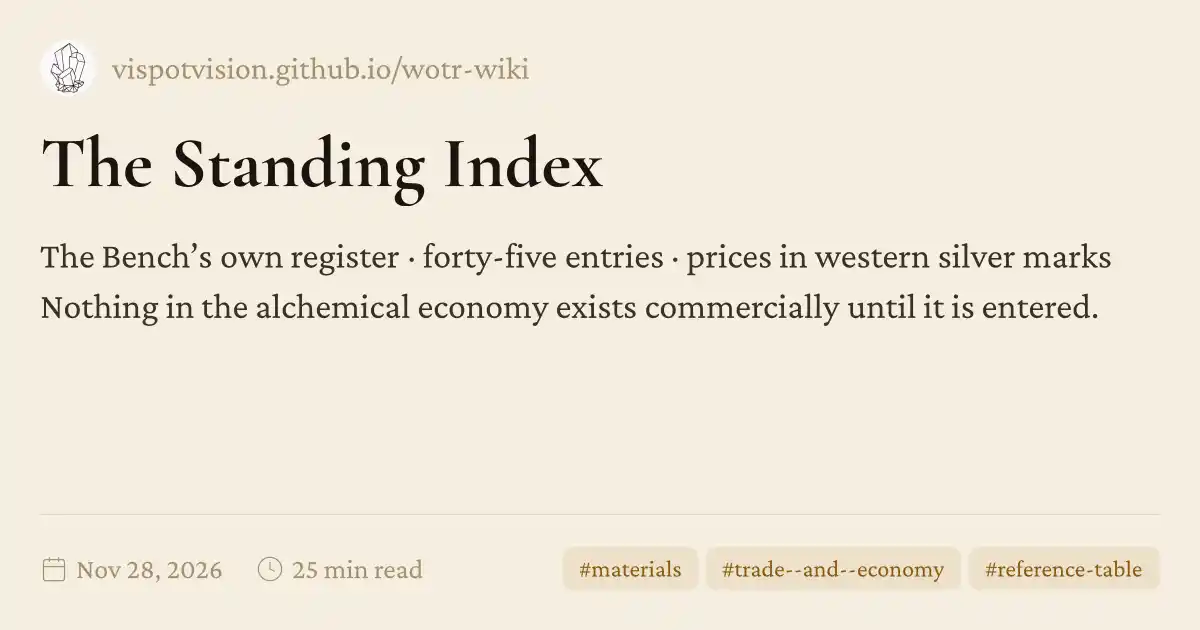 vispotvision.github.io/wotr-wiki
The Standing Index
The Bench’s own register · forty-five entries · prices in western silver marks
Nothing in the alchemical economy exists commercially until it is entered.
Nov 28, 2026
25 min read
#materials
#trade--and--economy
#reference-table